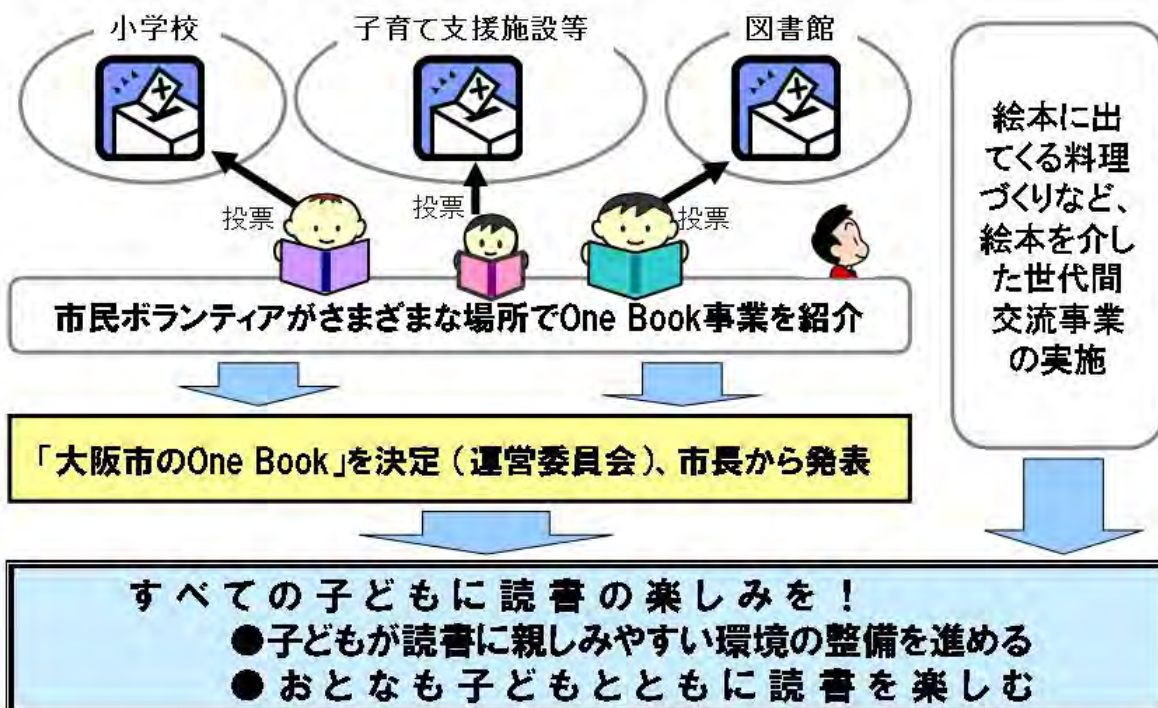 小学校
子育て支援施設等
図書館
投票
投票
投票
市民ボランティアがさまざまな場所でOne Book事業を紹介
「大阪市のOne Book」を決定（運営委員会）、市長から発表
絵本に出
てくる料理
づくりなど、
絵本を介し
た世代間
交流事業
の実施
すべての子どもに読書の楽しみを！
●子どもが読書に親しみやすい環境の整備を進める
●おとなも子どもとともに読書を楽しむ